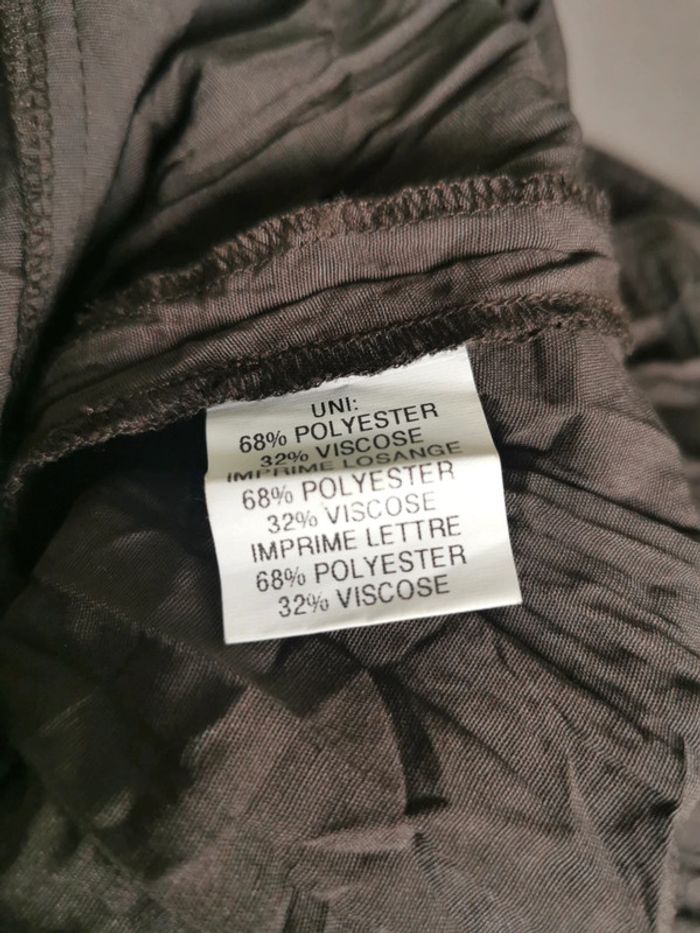 UNI:
68% POLYESTER
32% VISCOSE
IMPRIME LOSANGE
68% POLYESTER
32% VISCOSE
IMPRIME LETTRE
68% POLYESTER
32% VISCOSE